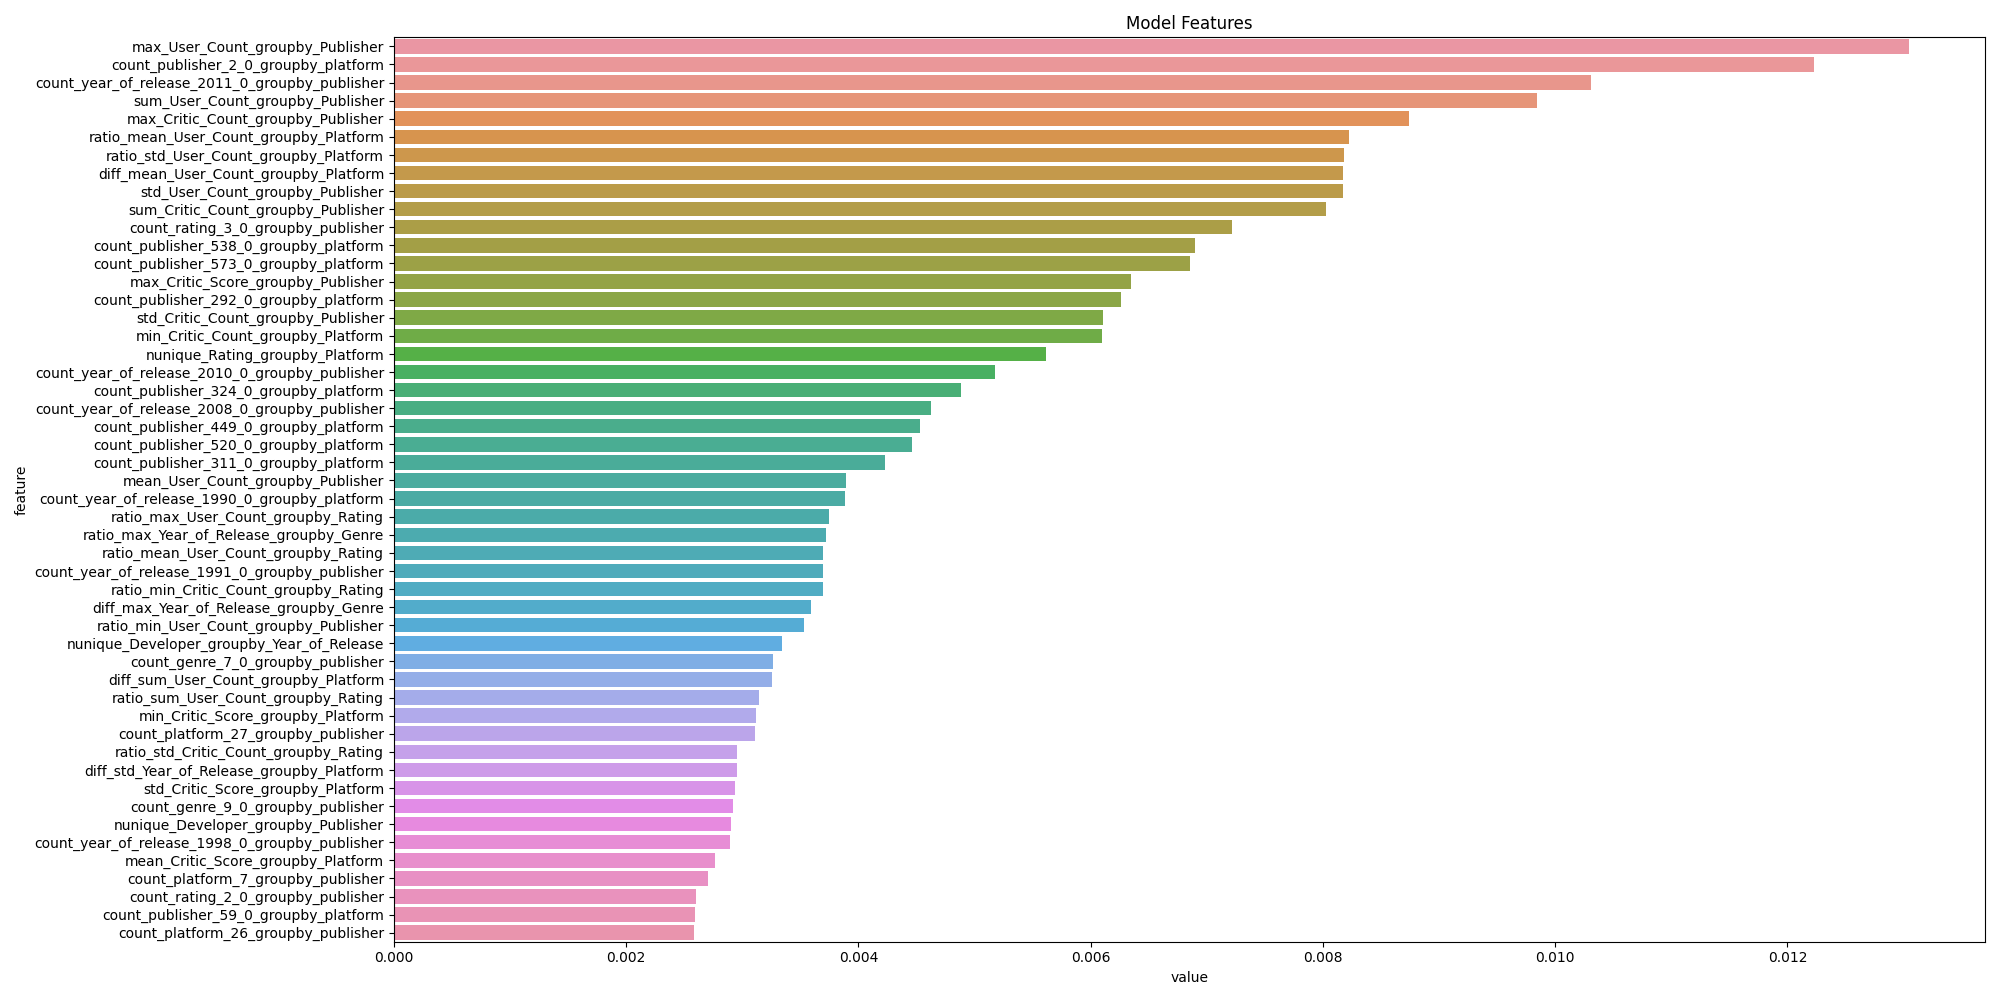 Model Features
max_User_Count_groupby_Publisher
count_publisher_2_0_groupby_platform
count_year_of_release_2011_0_groupby_publisher
sum_User_Count_groupby_Publisher
max_Critic_Count_groupby_Publisher
ratio_mean_User_Count_groupby_Platform
ratio_std_User_Count_groupby_Platform
diff_mean_User_Count_groupby_Platform
std_User_Count_groupby_Publisher
sum_Critic_Count_groupby_Publisher
count_rating_3_0_groupby_publisher
count_publisher_538_0_groupby_platform
count_publisher_573_0_groupby_platform
max_Critic_Score_groupby_Publisher
count_publisher_292_0_groupby_platform
std_Critic_Count_groupby_Publisher
min_Critic_Count_groupby_Platform
nunique_Rating_groupby_Platform
count_year_of_release_2010_0_groupby_publisher
count_publisher_324_0_groupby_platform
count_year_of_release_2008_0_groupby_publisher
count_publisher_449_0_groupby_platform
count_publisher_520_0_groupby_platform
count_publisher_311_0_groupby_platform
mean_User_Count_groupby_Publisher
count_year_of_release_1990_0_groupby_platform
ratio_max_User_Count_groupby_Rating
ratio_max_Year_of_Release_groupby_Genre
ratio_mean_User_Count_groupby_Rating
count_year_of_release_1991_0_groupby_publisher
ratio_min_Critic_Count_groupby_Rating
diff_max_Year_of_Release_groupby_Genre
ratio_min_User_Count_groupby_Publisher
nunique_Developer_groupby_Year_of_Release
count_genre_7_0_groupby_publisher
diff_sum_User_Count_groupby_Platform
ratio_sum_User_Count_groupby_Rating
min_Critic_Score_groupby_Platform
count_platform_27_groupby_publisher
ratio_std_Critic_Count_groupby_Rating
diff_std_Year_of_Release_groupby_Platform
std_Critic_Score_groupby_Platform
count_genre_9_0_groupby_publisher
nunique_Developer_groupby_Publisher
count_year_of_release_1998_0_groupby_publisher
mean_Critic_Score_groupby_Platform
count_platform_7_groupby_publisher
count_rating_2_0_groupby_publisher
count_publisher_59_0_groupby_platform
count_platform_26_groupby_publisher
feature
0.000 0.002 0.004 0.006 0.008 0.010 0.012
value